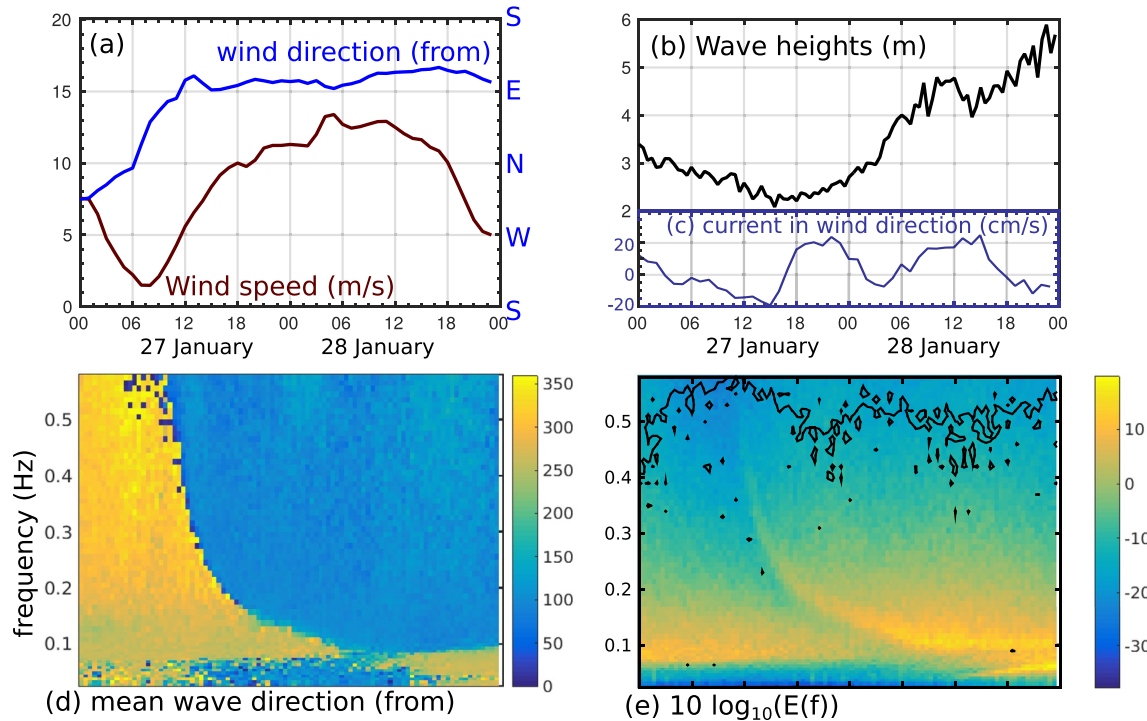 20
S
(a)
wind direction (from)
15
E
10
N
5
W
Wind speed (m/s)
0
S
00 06 12 18 00 06 12 18 00
27 January 28 January
6
(b) Wave heights (m)
5
4
3
2
(c) current in wind direction (cm/s)
20
0
-20
00 06 12 18 00 06 12 18 00
27 January 28 January
frequency (Hz)
0.5
0.4
0.3
0.2
0.1
350
300
250
200
150
100
50
0
(d) mean wave direction (from)
0.5
0.4
0.3
0.2
0.1
10
0
-10
-20
-30
(e) 10 log10(E(f))